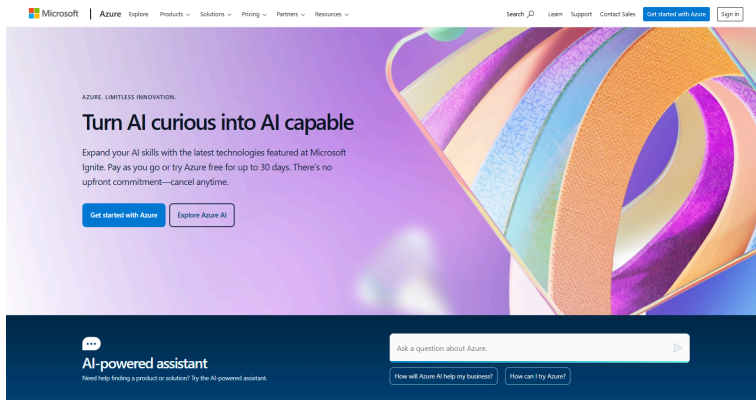 Microsoft Azure Explore Products Solutions Pricing Partners Resources Search Learn Support Contact Sales Get started with Azure Sign in
AZURE. LIMITLESS INNOVATION.
Turn AI curious into AI capable
Expand your AI skills with the latest technologies featured at Microsoft
Ignite. Pay as you go or try Azure free for up to 30 days. There's no
upfront commitment—cancel anytime.
Get started with Azure Explore Azure AI
AI-powered assistant
Need help finding a product or solution? Try the AI-powered assistant.
Ask a question about Azure.
How will Azure AI help my business? How can I try Azure?